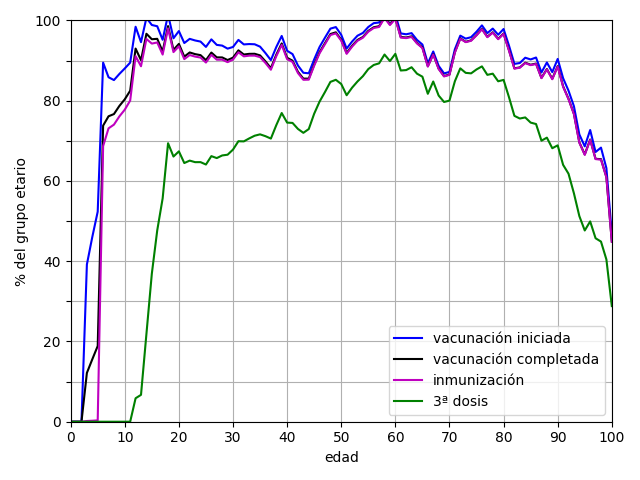 100
80
60
40
20
0
% del grupo etario
0 10 20 30 40 50 60 70 80 90 100
edad
vacunación iniciada
vacunación completada
inmunización
3ª dosis